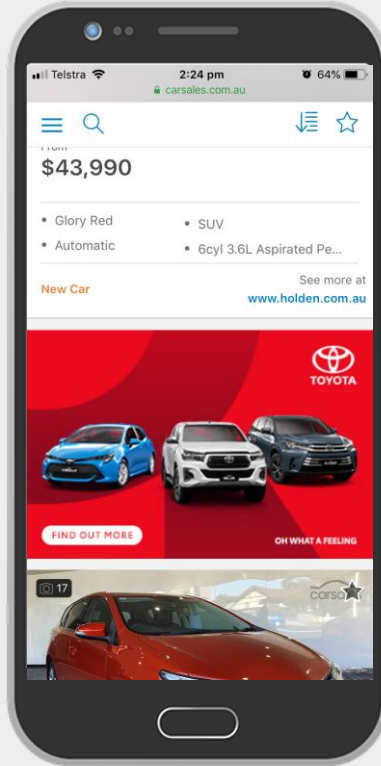 Telstra 2:24 pm 64%
carsales.com.au
$43,990
• Glory Red • SUV
• Automatic • 6cyl 3.6L Aspirated Pe...
New Car See more at
www.holden.com.au
TOYOTA
FIND OUT MORE OH WHAT A FEELING
17